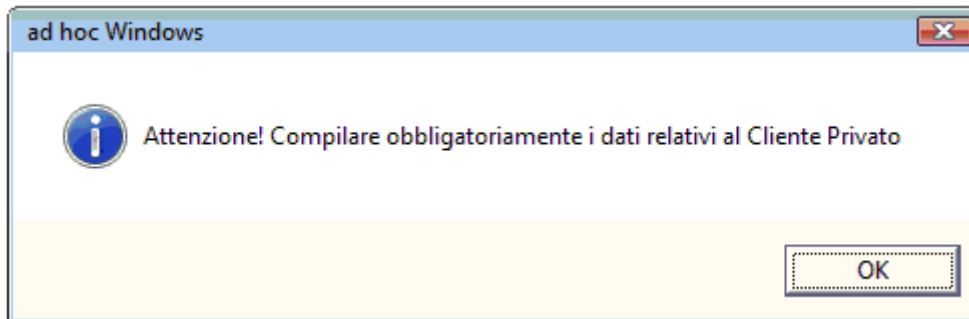 ad hoc Windows
Attenzione! Compilare obbligatoriamente i dati relativi al Cliente Privato
OK